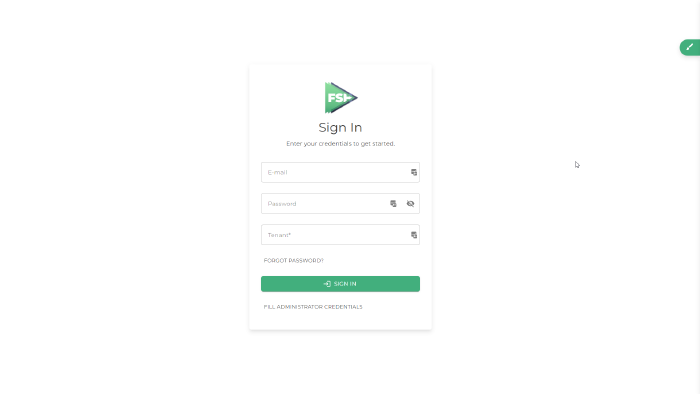 FSH
Sign In
Enter your credentials to get started.
E-mail
Password
Tenant*
FORGOT PASSWORD?
SIGN IN
FILL ADMINISTRATOR CREDENTIALS